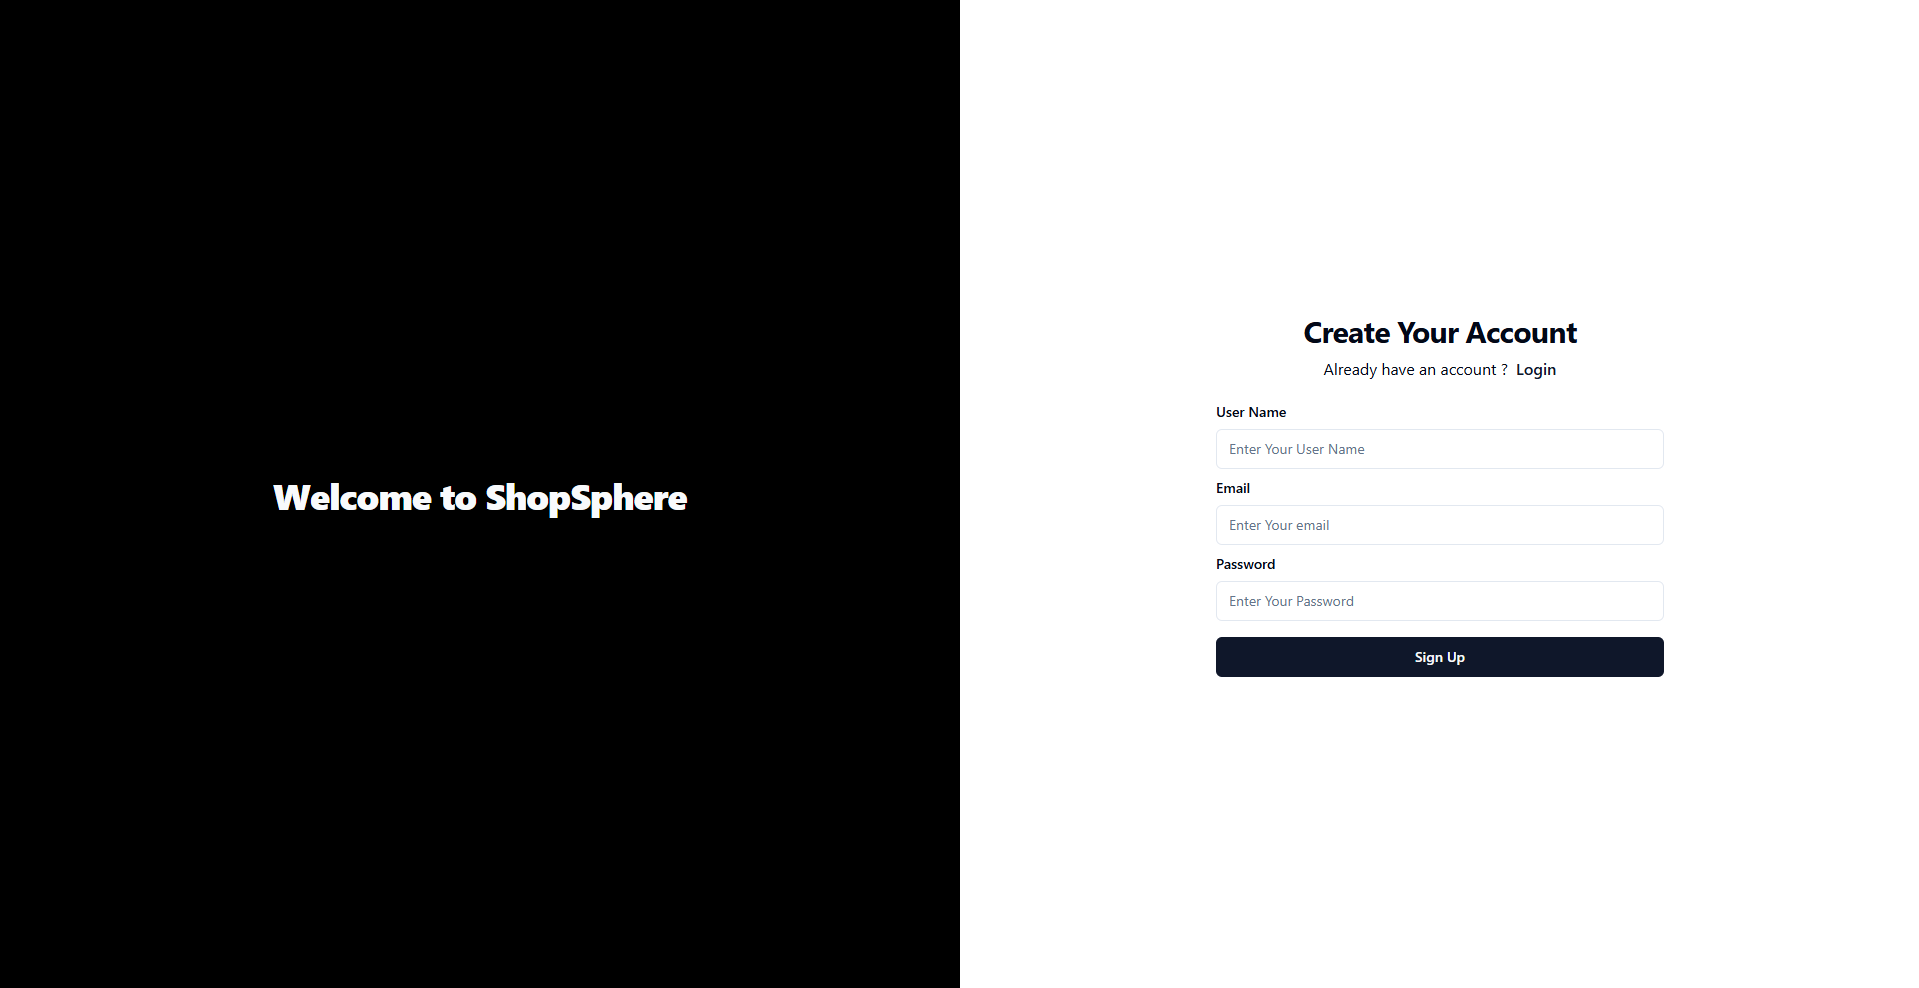 Welcome to ShopSphere
Create Your Account
Already have an account ? Login
User Name
Enter Your User Name
Email
Enter Your email
Password
Enter Your Password
Sign Up